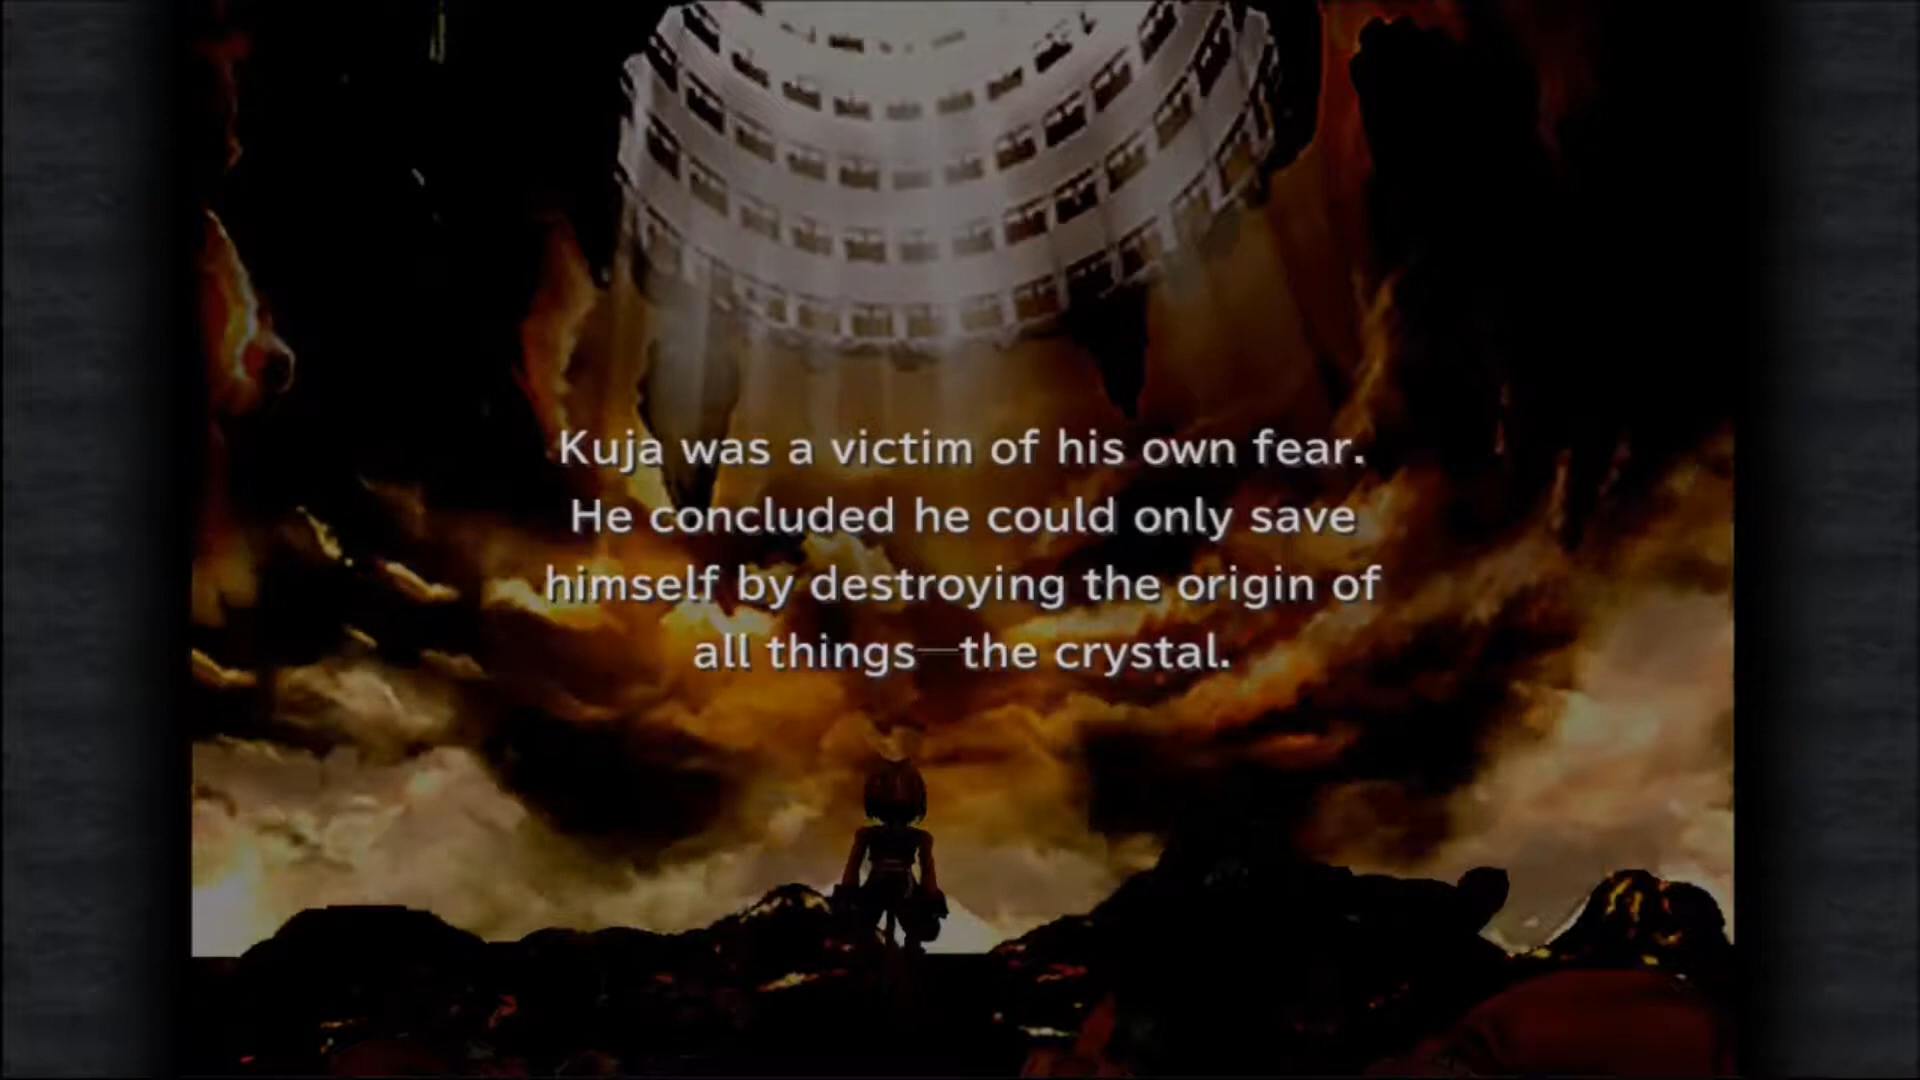 Kuja was a victim of his own fear.
He concluded he could only save
himself by destroying the origin of
all things—the crystal.